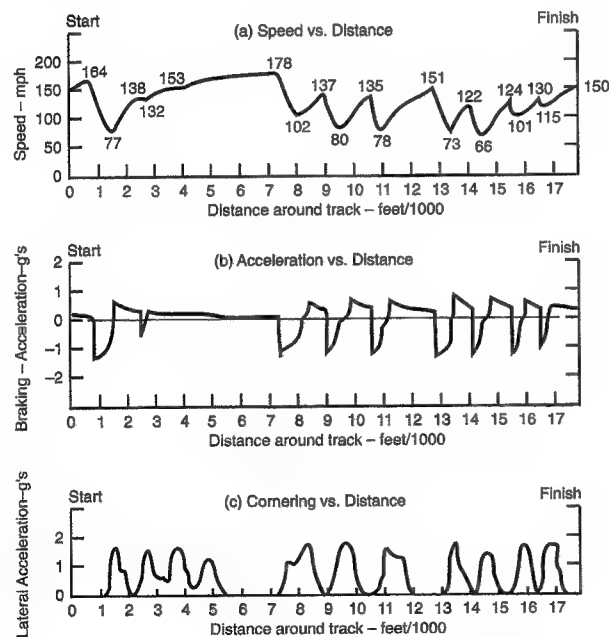 Start
(a) Speed vs. Distance
Finish
Speed – mph
200
150
100
50
0
164
77
138
132
153
178
102
137
80
135
78
151
73
122
66
124
101
130
115
150
0 1 2 3 4 5 6 7 8 9 10 11 12 13 14 15 16 17
Distance around track – feet/1000
Start
(b) Acceleration vs. Distance
Finish
Braking – Acceleration–g's
2
1
0
–1
–2
0 1 2 3 4 5 6 7 8 9 10 11 12 13 14 15 16 17
Distance around track – feet/1000
Start
(c) Cornering vs. Distance
Finish
Lateral Acceleration–g's
2
1
0
0 1 2 3 4 5 6 7 8 9 10 11 12 13 14 15 16 17
Distance around track – feet/1000